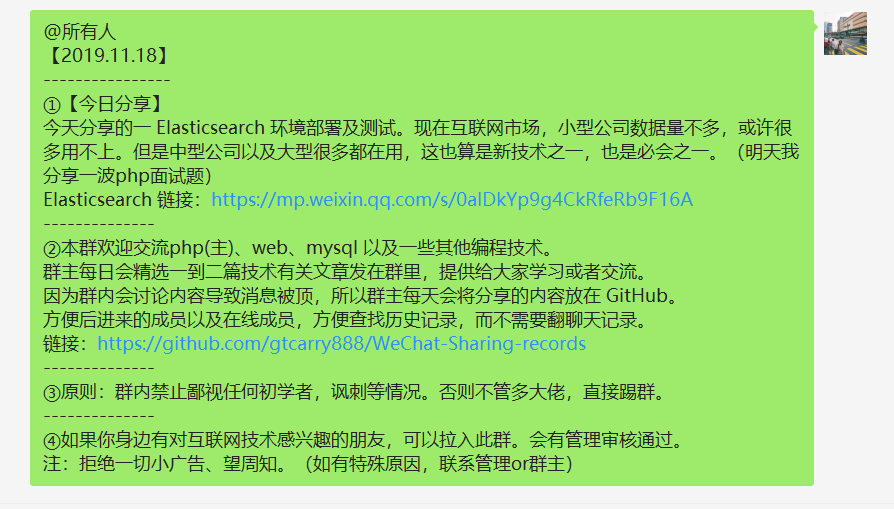 @所有人
【2019.11.18】
----------------
①【今日分享】
今天分享的一 Elasticsearch 环境部署及测试。现在互联网市场，小型公司数据量不多，或许很
多用不上。但是中型公司以及大型很多都在用，这也算是新技术之一，也是必会之一。（明天我
分享一波php面试题）
Elasticsearch 链接：https://mp.weixin.qq.com/s/0alDkYp9g4CkRfeRb9F16A
--------------
②本群欢迎交流php(主)、web、mysql 以及一些其他编程技术。
群主每日会精选一到二篇技术有关文章发在群里，提供给大家学习或者交流。
因为群内会讨论内容导致消息被顶，所以群主每天会将分享的内容放在 GitHub。
方便后进来的成员以及在线成员，方便查找历史记录，而不需要翻聊天记录。
链接：https://github.com/gtcarry888/WeChat-Sharing-records
--------------
③原则：群内禁止鄙视任何初学者，讽刺等情况。否则不管多大佬，直接踢群。
--------------
④如果你身边有对互联网技术感兴趣的朋友，可以拉入此群。会有管理审核通过。
注：拒绝一切小广告、望周知。（如有特殊原因，联系管理or群主）